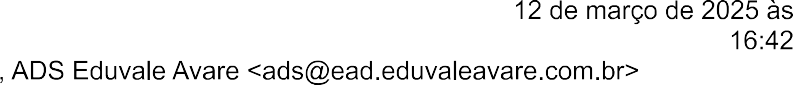 12 de março de 2025 às
16:42
, ADS Eduvale Avare <ads@ead.eduvaleavare.com.br>